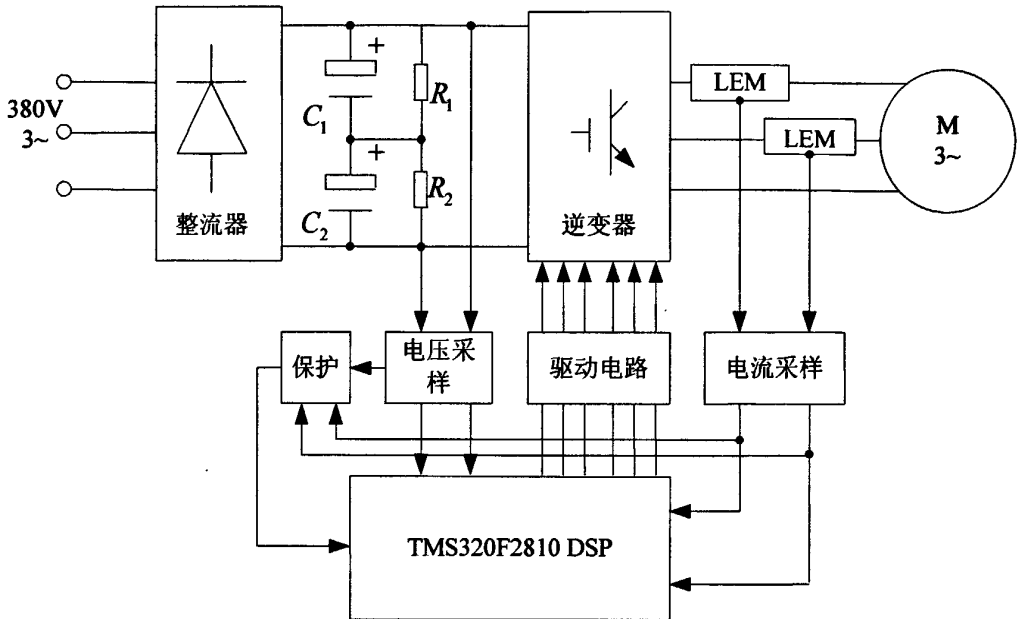 380V
3~
整流器
+
C₁
R₁
+
C₂
R₂
逆变器
LEM
LEM
M
3~
保护
电压采
样
驱动电路
电流采样
TMS320F2810 DSP